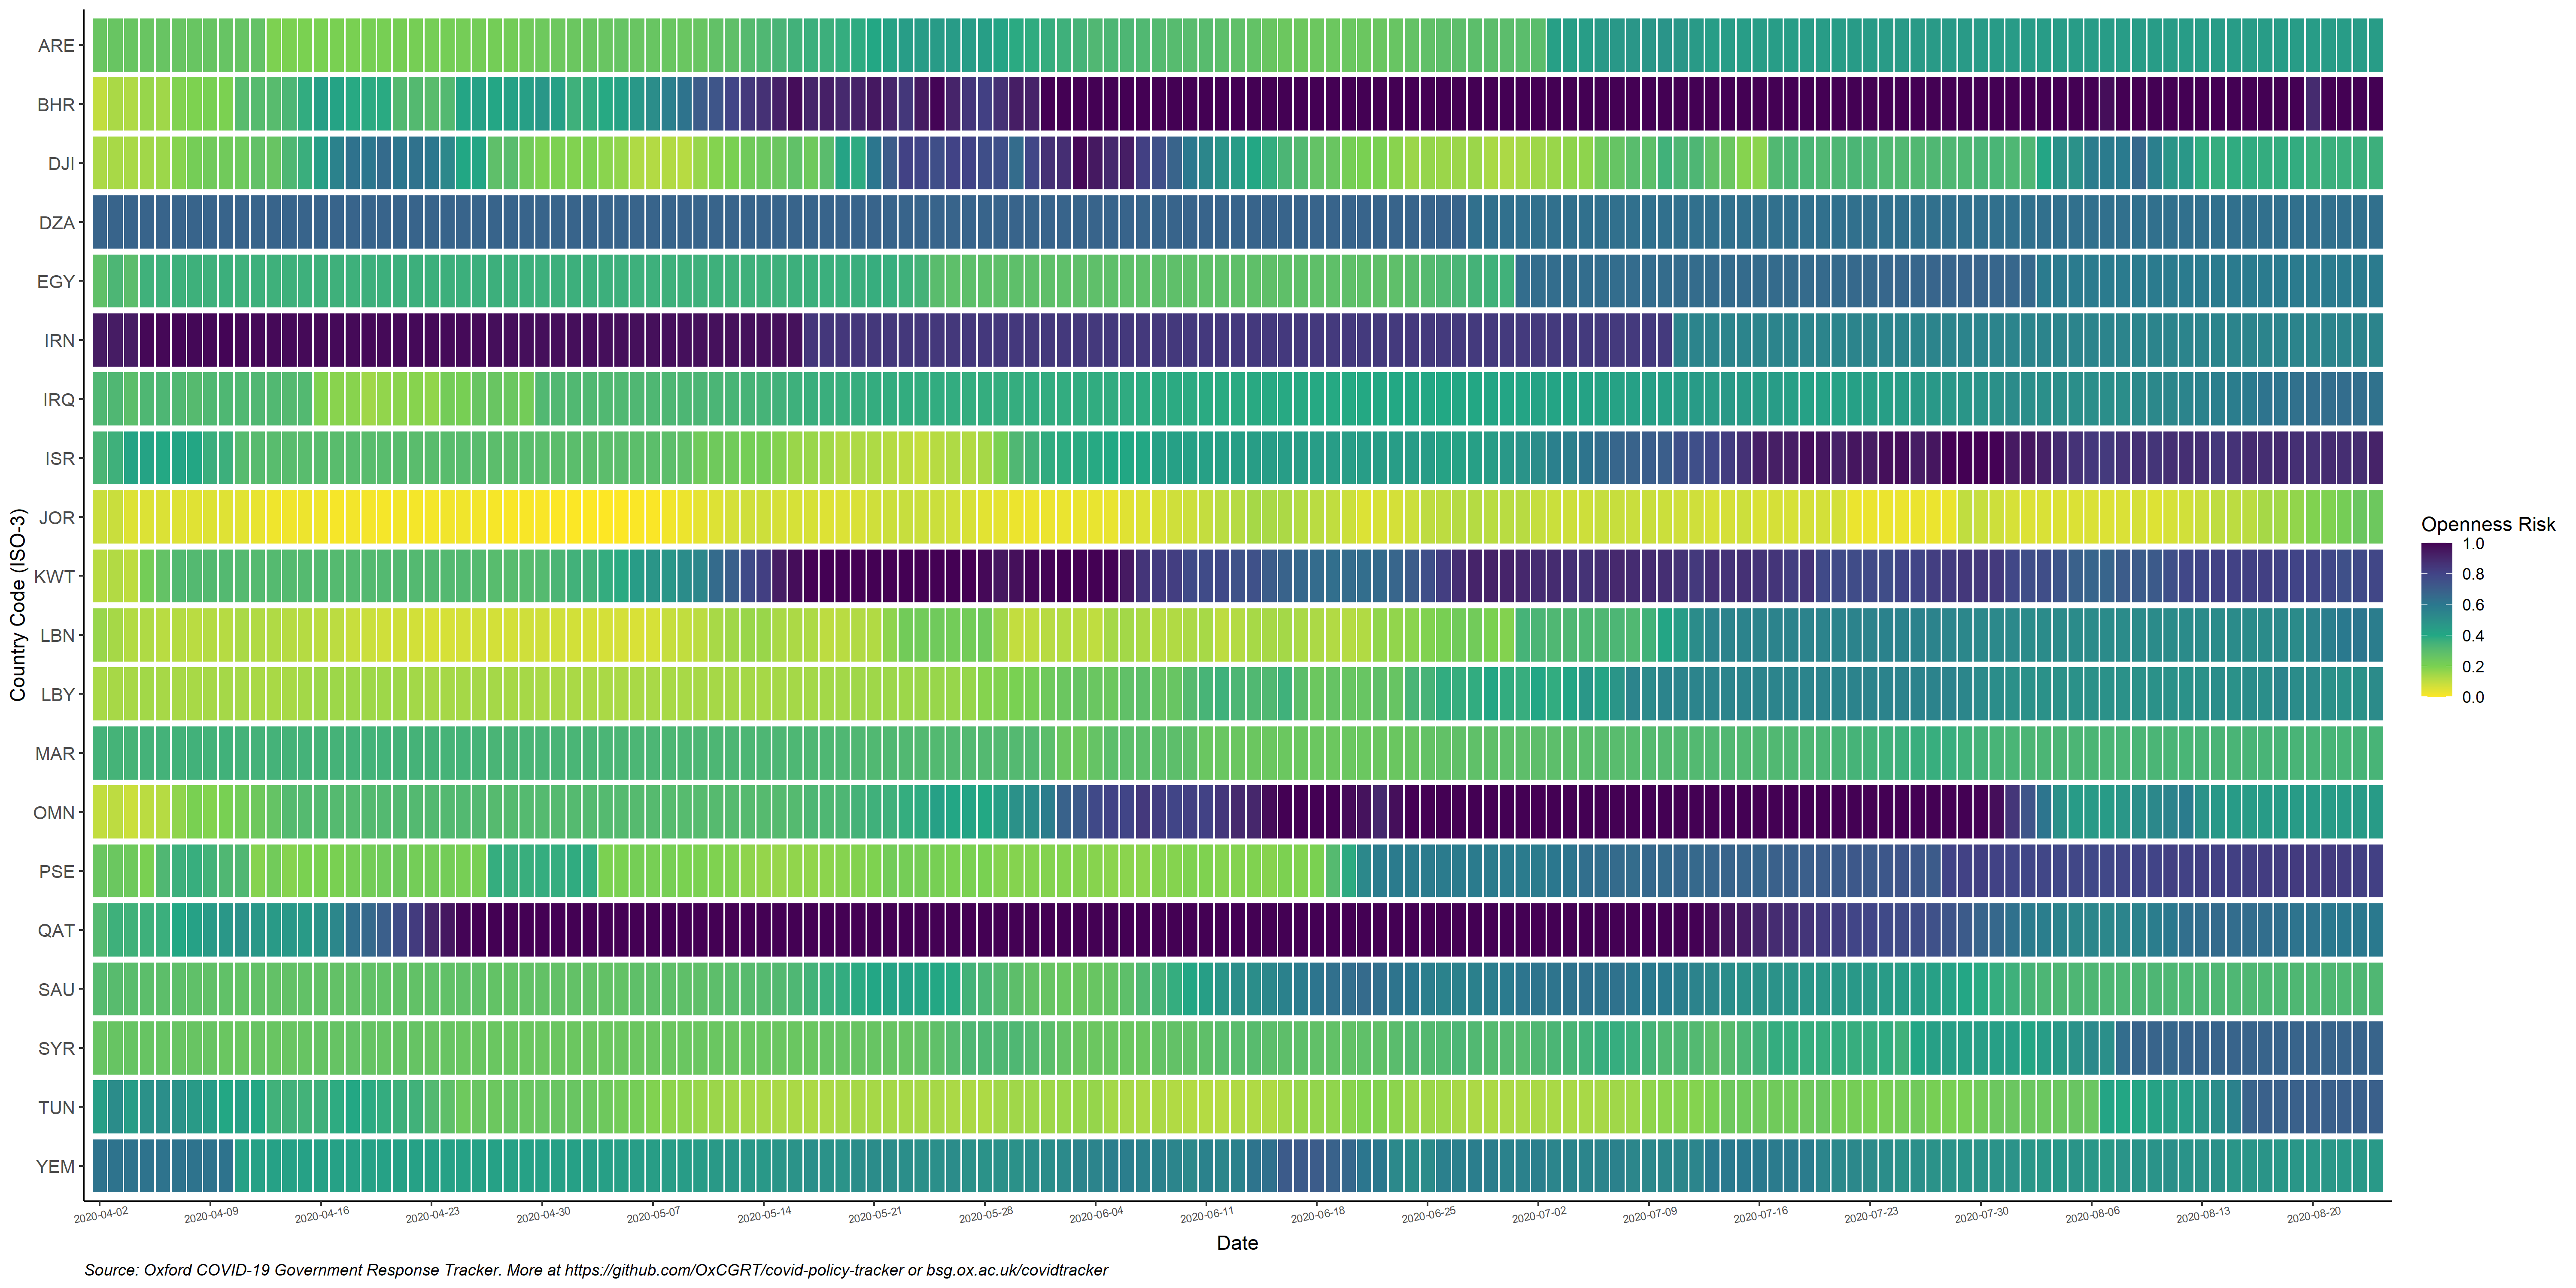 ARE
BHR
DJI
DZA
EGY
IRN
IRQ
ISR
JOR
KWT
LBN
LBY
MAR
OMN
PSE
QAT
SAU
SYR
TUN
YEM
Country Code (ISO-3)
2020-04-02 2020-04-09 2020-04-16 2020-04-23 2020-04-30 2020-05-07 2020-05-14 2020-05-21 2020-05-28 2020-06-04 2020-06-11 2020-06-18 2020-06-25 2020-07-02 2020-07-09 2020-07-16 2020-07-23 2020-07-30 2020-08-06 2020-08-13 2020-08-20
Date
Openness Risk
1.0
0.8
0.6
0.4
0.2
0.0
Source: Oxford COVID-19 Government Response Tracker. More at https://github.com/OxCGRT/covid-policy-tracker or bsg.ox.ac.uk/covidtracker